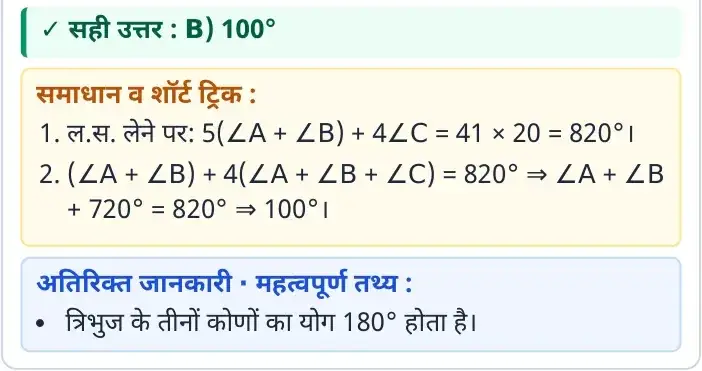 ✓ सही उत्तर : B) 100°
समाधान व शॉर्ट ट्रिक :
1. ल.स. लेने पर: 5(∠A + ∠B) + 4∠C = 41 × 20 = 820°।
2. (∠A + ∠B) + 4(∠A + ∠B + ∠C) = 820° ⇒ ∠A + ∠B
+ 720° = 820° ⇒ 100°।
अतिरिक्त जानकारी · महत्वपूर्ण तथ्य :
• त्रिभुज के तीनों कोणों का योग 180° होता है।